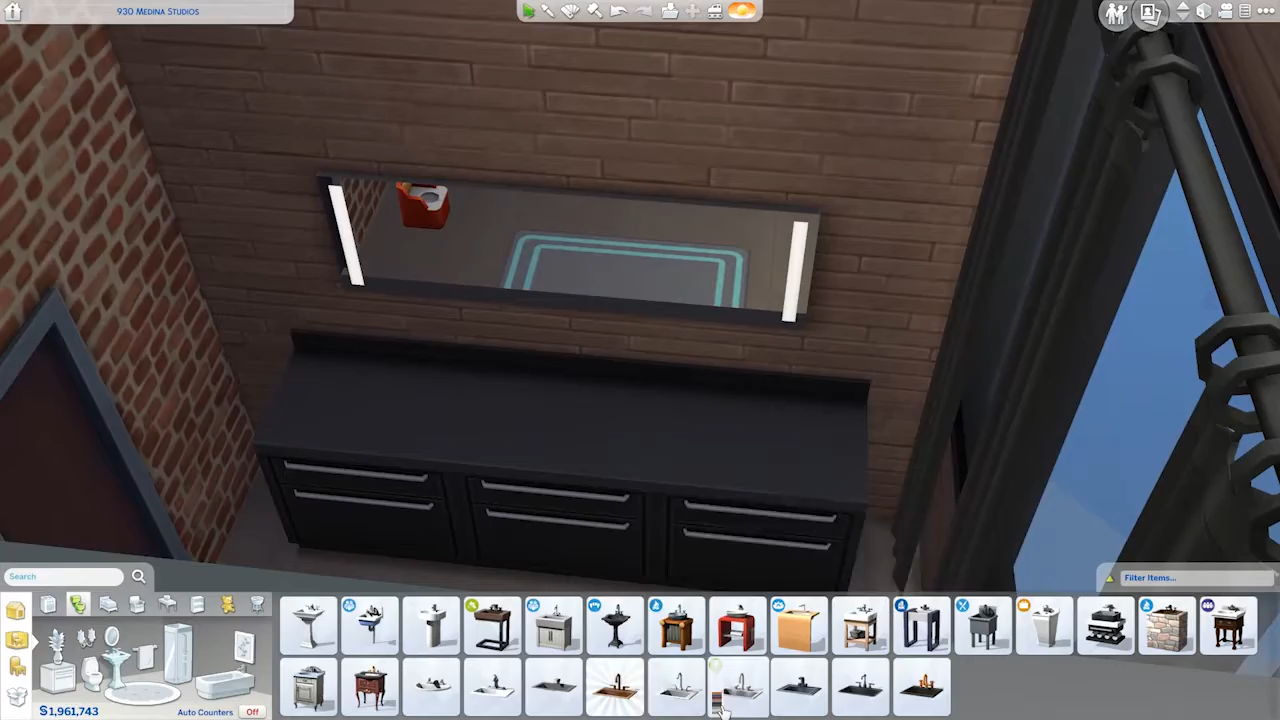 930 Medina Studios
Search
Filter Items...
§1,961,743
Auto Counters
Off